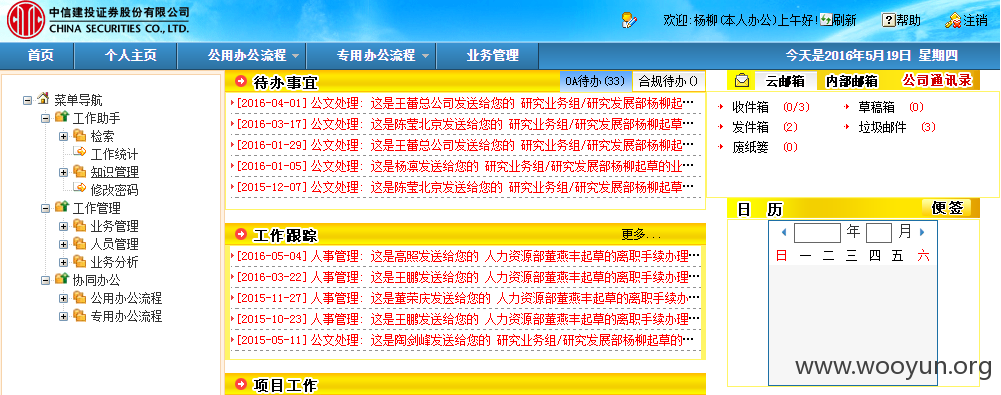 中信建投证券股份有限公司
CHINA SECURITIES CO., LTD.
欢迎:杨柳(本人办公)上午好! 刷新 帮助 注销
首页 个人主页 公用办公流程 专用办公流程 业务管理 今天是2016年5月19日 星期四
菜单导航
工作助手
检索
工作统计
知识管理
修改密码
工作管理
业务管理
人员管理
业务分析
协同办公
公用办公流程
专用办公流程
待办事宜 OA待办(33) 合规待办()
[2016-04-01] 公文处理: 这是王蕾总公司发送给您的 研究业务组/研究发展部杨柳起…
[2016-03-17] 公文处理: 这是陈莹北京发送给您的 研究业务组/研究发展部杨柳起草…
[2016-01-29] 公文处理: 这是王蕾总公司发送给您的 研究业务组/研究发展部杨柳起…
[2016-01-05] 公文处理: 这是杨凛发送给您的 研究业务组/研究发展部杨柳起草的业…
[2015-12-07] 公文处理: 这是陈莹北京发送给您的 研究业务组/研究发展部杨柳起草…
工作跟踪 更多...
[2016-05-04] 人事管理: 这是高照发送给您的 人力资源部董燕丰起草的离职手续办理…
[2016-03-22] 人事管理: 这是王鹏发送给您的 人力资源部董燕丰起草的离职手续办理…
[2015-11-27] 人事管理: 这是董荣庆发送给您的 人力资源部董燕丰起草的离职手续办…
[2015-10-23] 人事管理: 这是王鹏发送给您的 人力资源部董燕丰起草的离职手续办理…
[2015-05-11] 公文处理: 这是陶剑峰发送给您的 研究业务组/研究发展部杨柳起草的…
项目工作
云邮箱 内部邮箱 公司通讯录
收件箱 (0/3) 草稿箱 (0)
发件箱 (2) 垃圾邮件 (3)
废纸篓 (0)
日 历 便签
年 月
日 一 二 三 四 五 六
www.wooyun.org